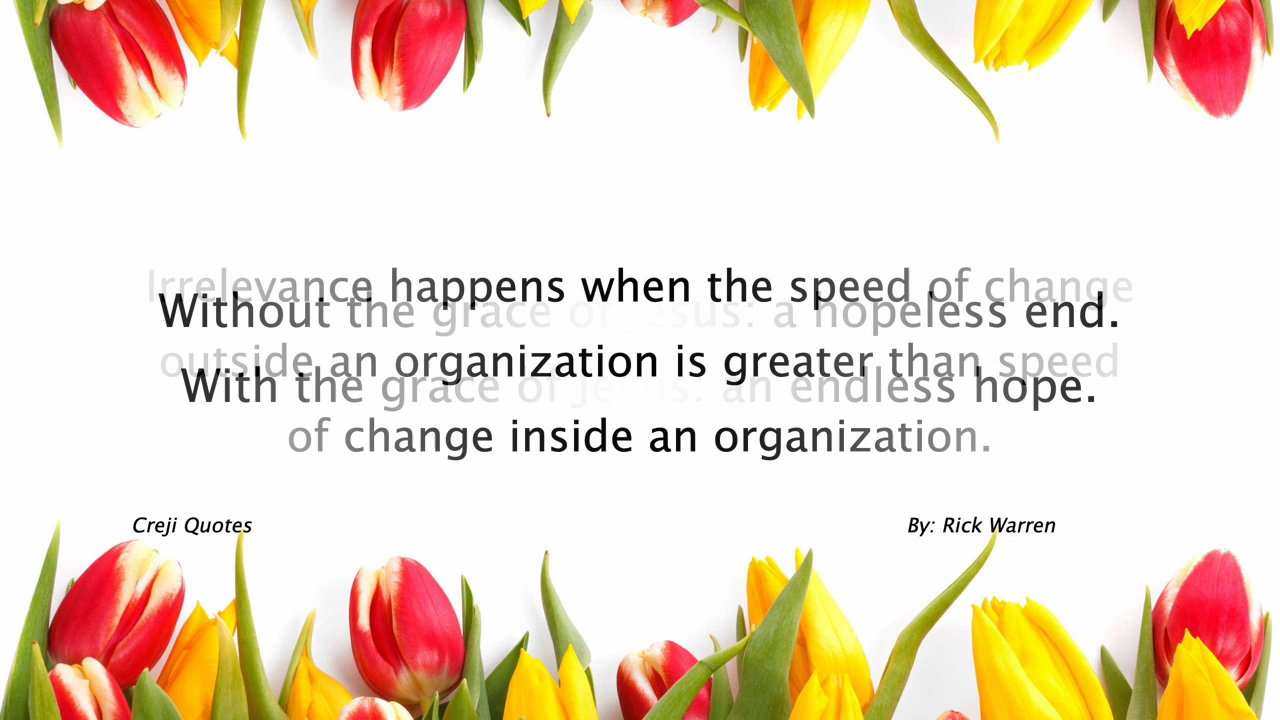 Irrelevance happens when the speed of change
outside an organization is greater than speed
of change inside an organization.
Without the grace of Jesus: a hopeless end.
With the grace of Jesus: an endless hope.
Creji Quotes
By: Rick Warren